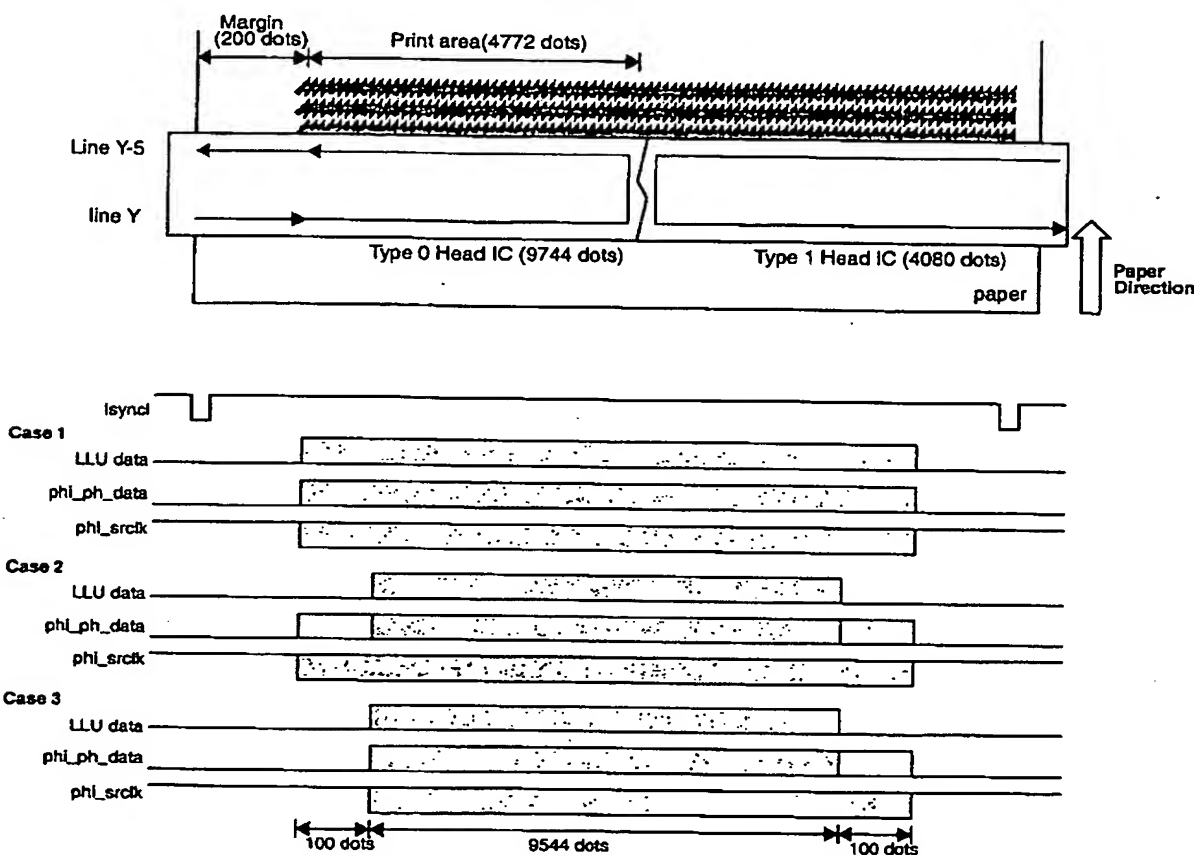 Margin
(200 dots)
Print area(4772 dots)
Line Y-5
line Y
Type 0 Head IC (9744 dots)
Type 1 Head IC (4080 dots)
Paper
Direction
paper
lsyncl
Case 1
LLU data
phi_ph_data
phi_srclk
Case 2
LLU data
phi_ph_data
phi_srclk
Case 3
LLU data
phi_ph_data
phi_srclk
100 dots
9544 dots
100 dots